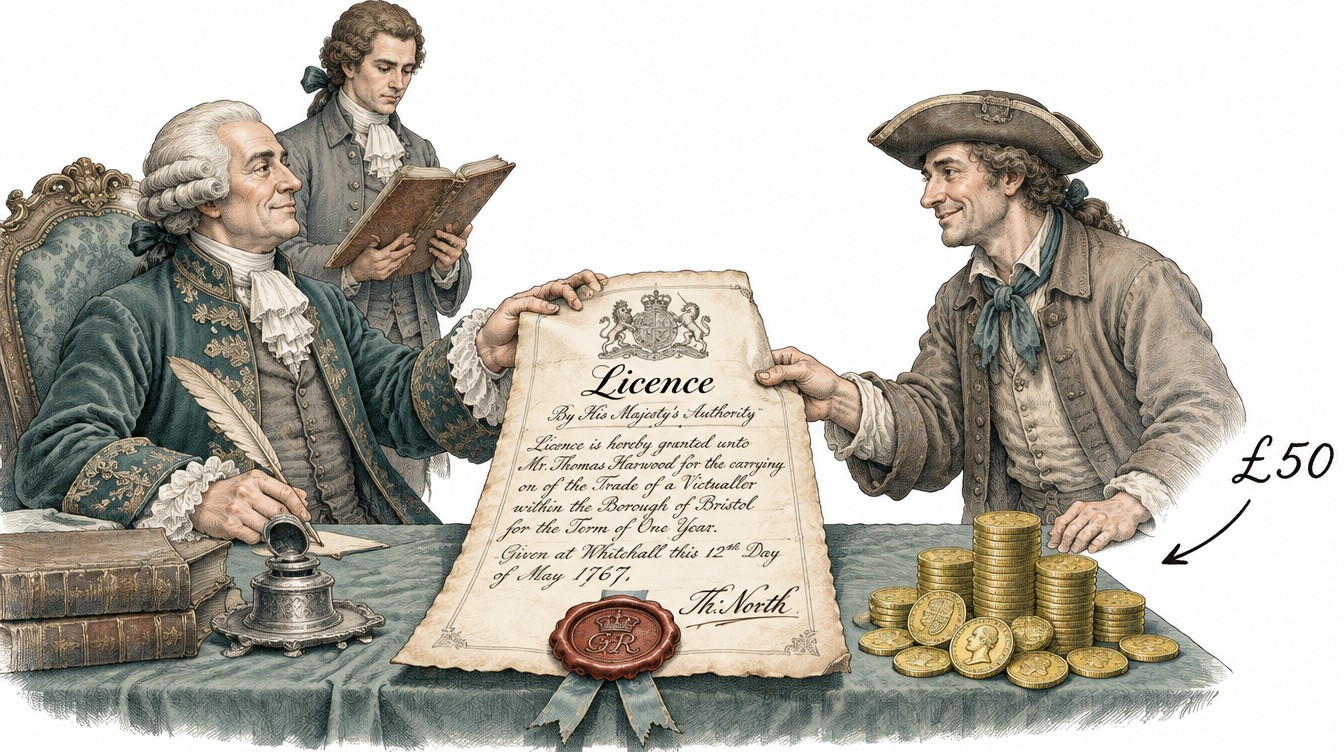 Licence
By His Majesty's Authority
Licence is hereby granted unto
Mr. Thomas Harwood for the carrying
on of the Trade of a Victualler
within the Borough of Bristol
for the Term of One Year.
Given at Whitehall this 12th Day
of May 1767.
Th: North
GR
£50